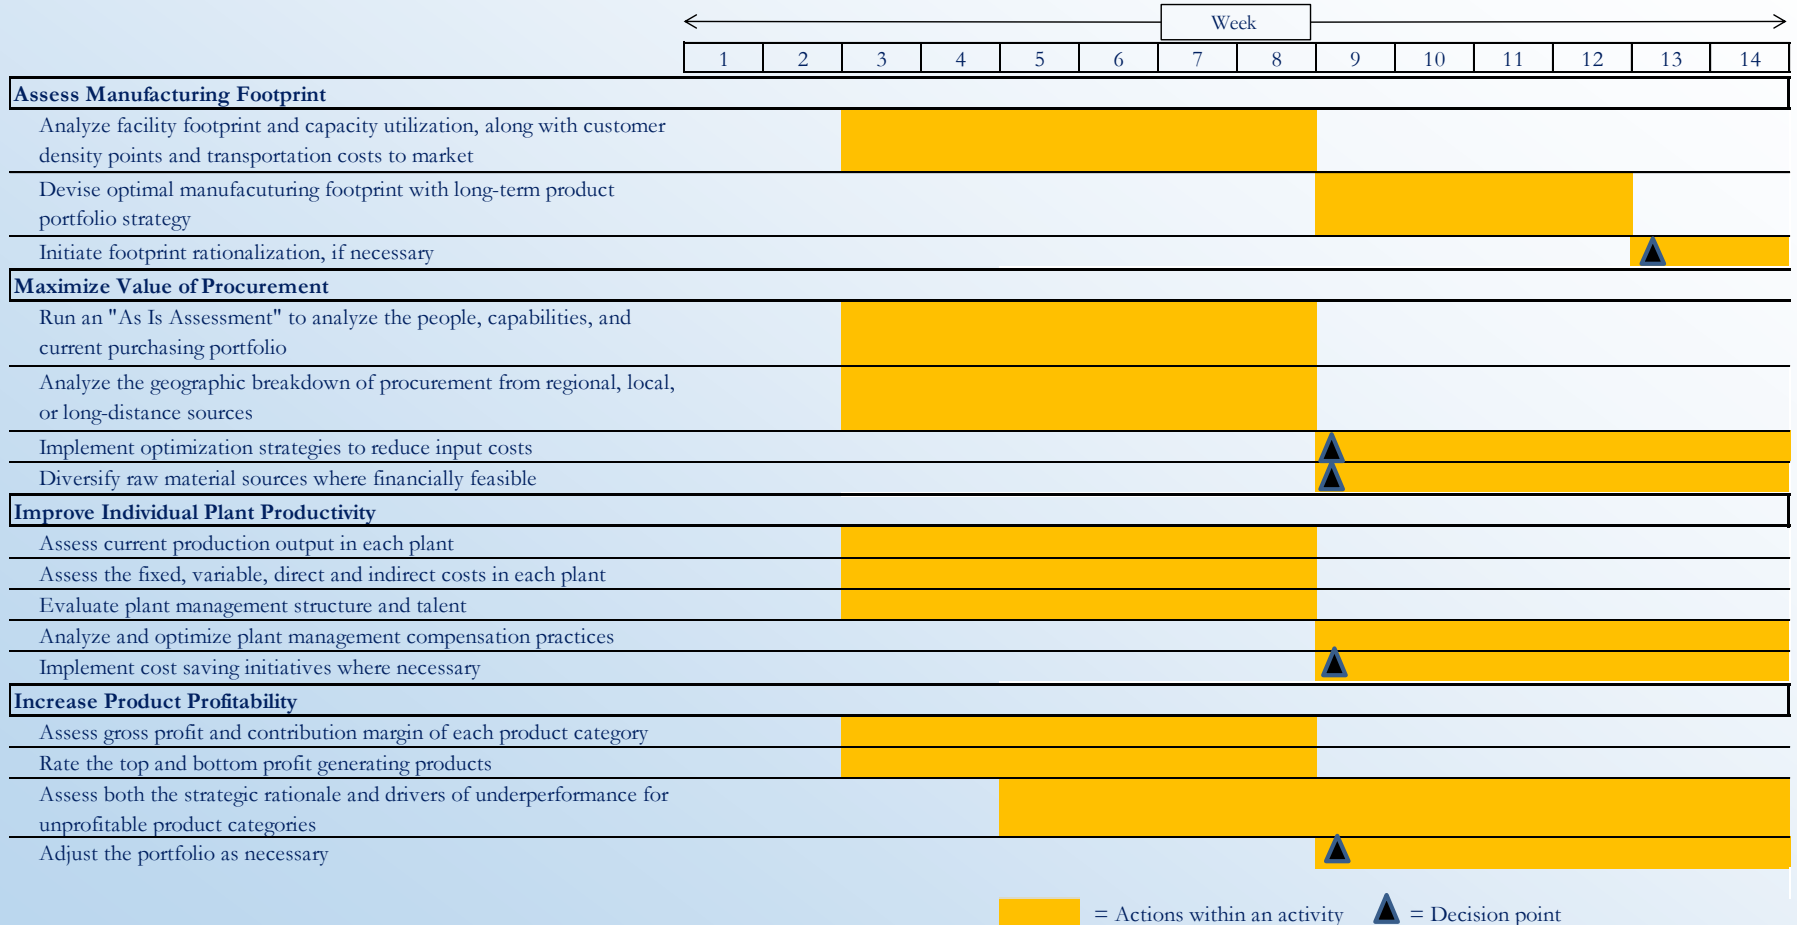 Week
1 2 3 4 5 6 7 8 9 10 11 12 13 14
Assess Manufacturing Footprint
Analyze facility footprint and capacity utilization, along with customer
density points and transportation costs to market
Devise optimal manufacuturing footprint with long-term product
portfolio strategy
Initiate footprint rationalization, if necessary
Maximize Value of Procurement
Run an "As Is Assessment" to analyze the people, capabilities, and
current purchasing portfolio
Analyze the geographic breakdown of procurement from regional, local,
or long-distance sources
Implement optimization strategies to reduce input costs
Diversify raw material sources where financially feasible
Improve Individual Plant Productivity
Assess current production output in each plant
Assess the fixed, variable, direct and indirect costs in each plant
Evaluate plant management structure and talent
Analyze and optimize plant management compensation practices
Implement cost saving initiatives where necessary
Increase Product Profitability
Assess gross profit and contribution margin of each product category
Rate the top and bottom profit generating products
Assess both the strategic rationale and drivers of underperformance for
unprofitable product categories
Adjust the portfolio as necessary
= Actions within an activity = Decision point